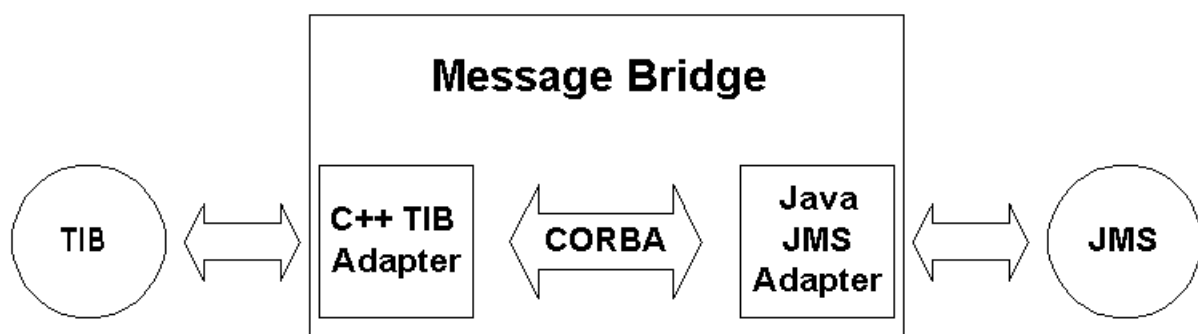 Message Bridge
TIB
C++ TIB
Adapter
CORBA
Java
JMS
Adapter
JMS